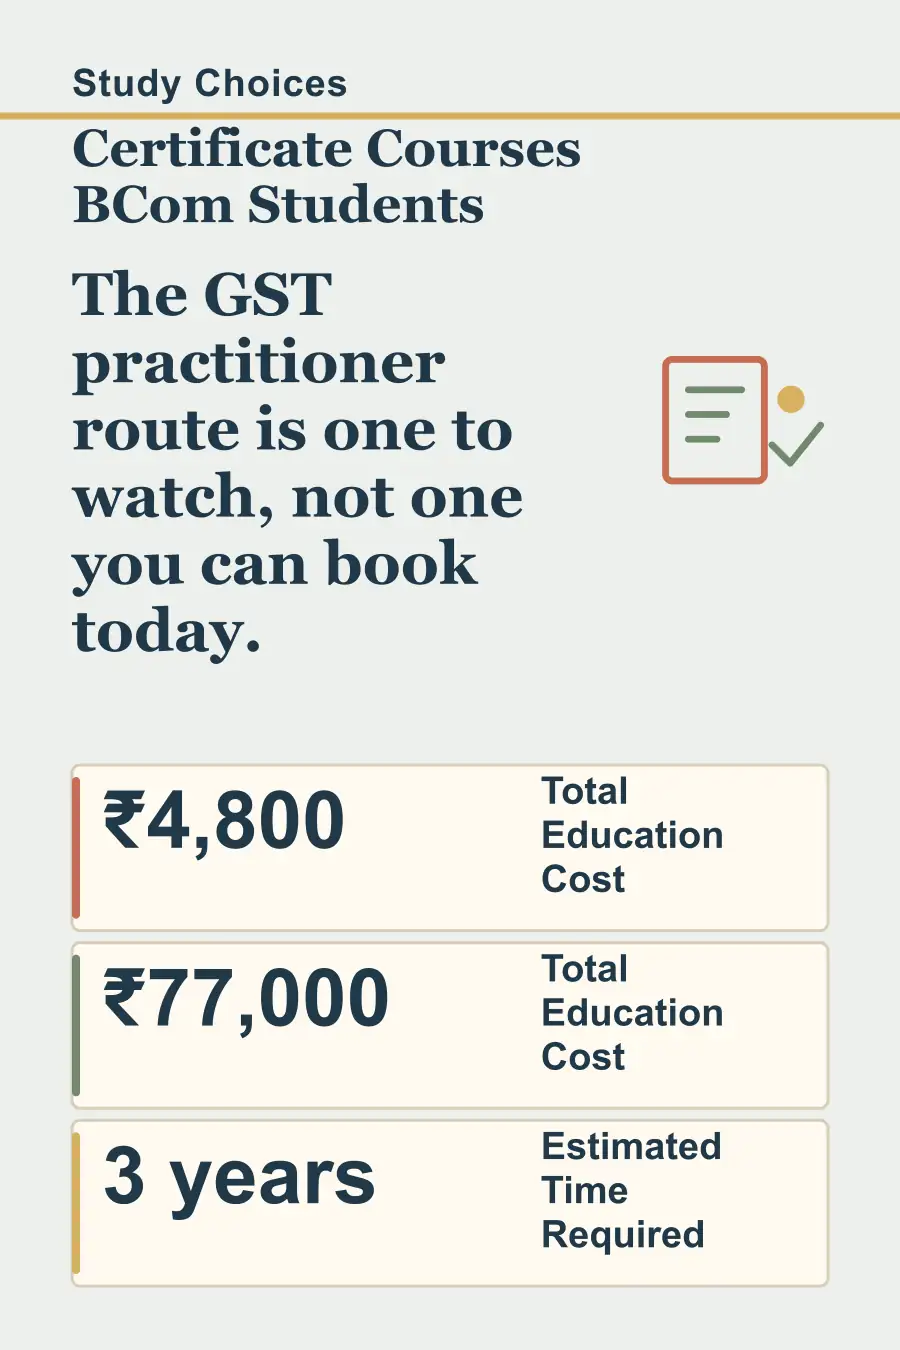 Study Choices
Certificate Courses
BCom Students
The GST
practitioner
route is one to
watch, not one
you can book
today.
₹4,800
Total
Education
Cost
₹77,000
Total
Education
Cost
3 years
Estimated
Time
Required